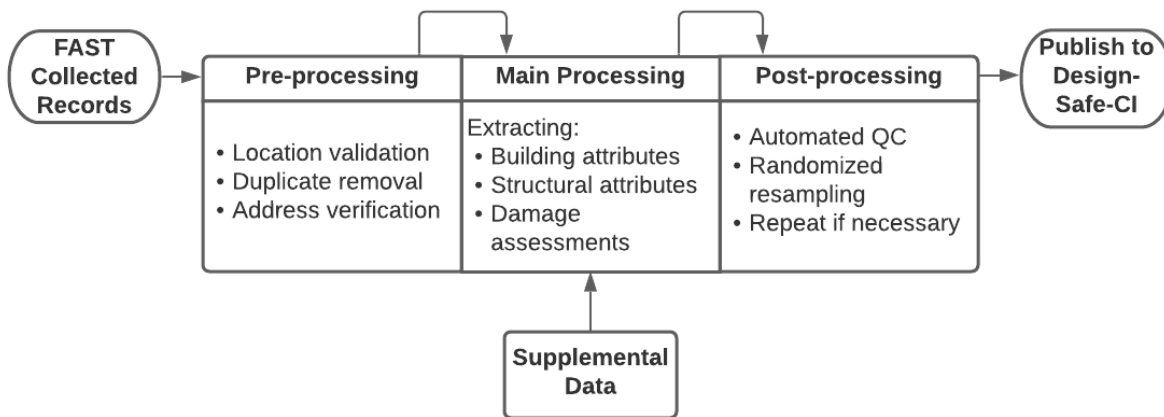 FAST
Collected
Records
Pre-processing
• Location validation
• Duplicate removal
• Address verification
Main Processing
Extracting:
• Building attributes
• Structural attributes
• Damage
assessments
Post-processing
• Automated QC
• Randomized
resampling
• Repeat if necessary
Publish to
Design-
Safe-CI
Supplemental
Data